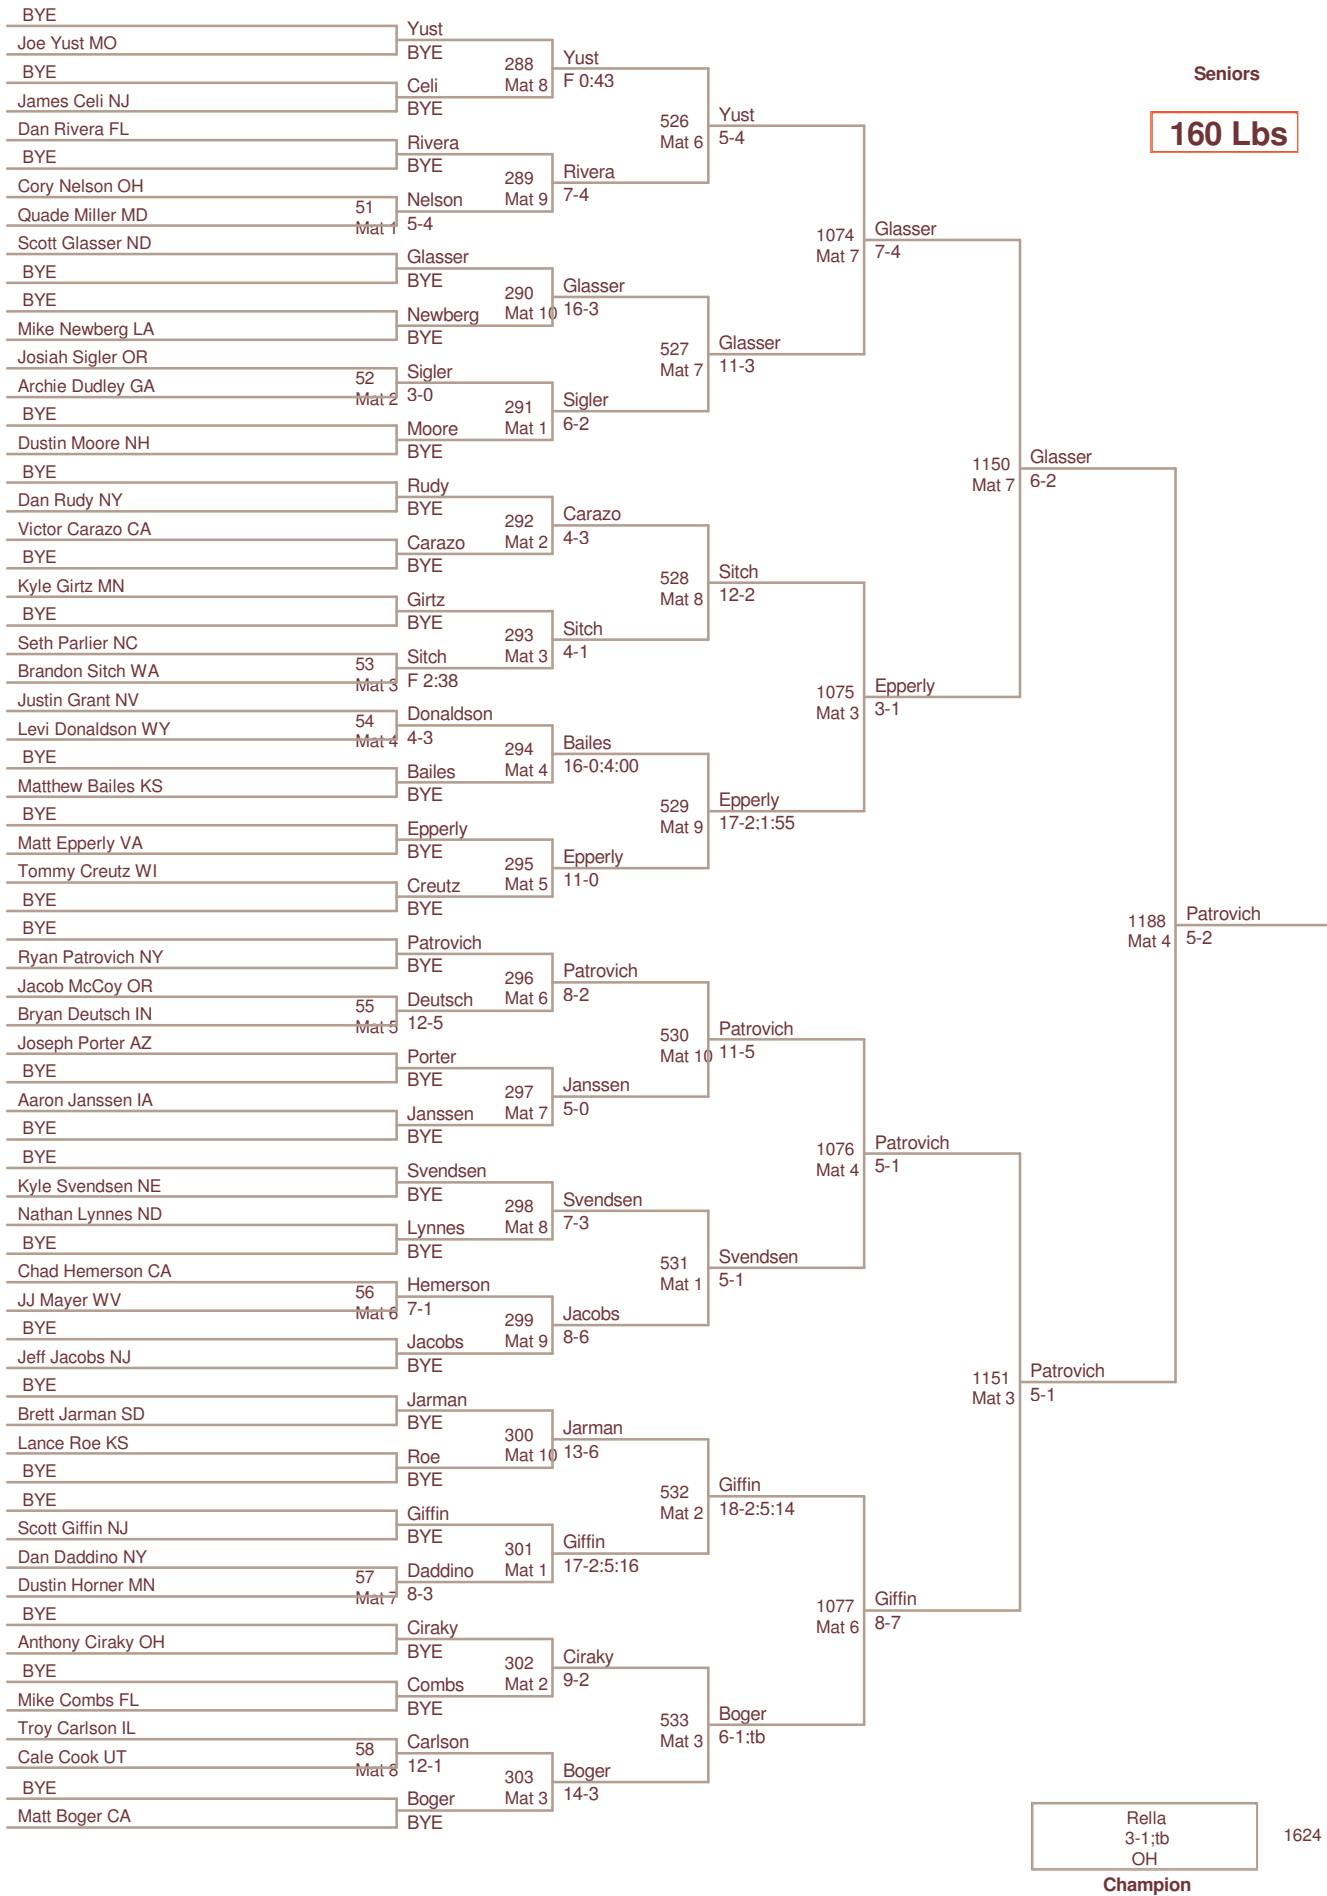 Seniors
160 Lbs
BYE
Joe Yust MO
BYE
James Celi NJ
Dan Rivera FL
BYE
Cory Nelson OH
Quade Miller MD
Scott Glasser ND
BYE
BYE
Mike Newberg LA
Josiah Sigler OR
Archie Dudley GA
BYE
Dustin Moore NH
BYE
Dan Rudy NY
Victor Carazo CA
BYE
Kyle Girtz MN
BYE
Seth Parlier NC
Brandon Sitch WA
Justin Grant NV
Levi Donaldson WY
BYE
Matthew Bailes KS
BYE
Matt Epperly VA
Tommy Creutz WI
BYE
BYE
Ryan Patrovich NY
Jacob McCoy OR
Bryan Deutsch IN
Joseph Porter AZ
BYE
Aaron Janssen IA
BYE
BYE
Kyle Svendsen NE
Nathan Lynnes ND
BYE
Chad Hemerson CA
JJ Mayer WV
BYE
Jeff Jacobs NJ
BYE
Brett Jarman SD
Lance Roe KS
BYE
BYE
Scott Giffin NJ
Dan Daddino NY
Dustin Horner MN
BYE
Anthony Ciraky OH
BYE
Mike Combs FL
Troy Carlson IL
Cale Cook UT
BYE
Matt Boger CA
51
Mat 1
52
Mat 2
53
Mat 3
54
Mat 4
55
Mat 5
56
Mat 6
57
Mat 7
58
Mat 8
Yust
BYE
Celi
BYE
Rivera
BYE
Nelson
5-4
Glasser
BYE
Newberg
BYE
Sigler
3-0
Moore
BYE
Rudy
BYE
Carazo
BYE
Girtz
BYE
Sitch
F 2:38
Donaldson
4-3
Bailes
BYE
Epperly
BYE
Creutz
BYE
Patrovich
BYE
Deutsch
12-5
Porter
BYE
Janssen
BYE
Svendsen
BYE
Lynnes
BYE
Hemerson
7-1
Jacobs
BYE
Jarman
BYE
Roe
BYE
Giffin
BYE
Daddino
8-3
Ciraky
BYE
Combs
BYE
Carlson
12-1
Boger
BYE
288
Mat 8
289
Mat 9
290
Mat 10
291
Mat 1
292
Mat 2
293
Mat 3
294
Mat 4
295
Mat 5
296
Mat 6
297
Mat 7
298
Mat 8
299
Mat 9
300
Mat 10
301
Mat 1
302
Mat 2
303
Mat 3
Yust
F 0:43
Rivera
7-4
Glasser
16-3
Sigler
6-2
Carazo
4-3
Sitch
4-1
Bailes
16-0;4:00
Epperly
11-0
Patrovich
8-2
Janssen
5-0
Svendsen
7-3
Jacobs
8-6
Jarman
13-6
Giffin
17-2:5:16
Ciraky
9-2
Boger
14-3
526
Mat 6
527
Mat 7
528
Mat 8
529
Mat 9
530
Mat 10
531
Mat 1
532
Mat 2
533
Mat 3
Yust
5-4
Glasser
11-3
Sitch
12-2
Epperly
17-2;1:55
Patrovich
11-5
Svendsen
5-1
Giffin
18-2:5:14
Boger
6-1;tb
1074
Mat 7
1075
Mat 3
1076
Mat 4
1077
Mat 6
Glasser
7-4
Epperly
3-1
Patrovich
5-1
Giffin
8-7
1150
Mat 7
1151
Mat 3
Glasser
6-2
Patrovich
5-1
1188
Mat 4
Patrovich
5-2
Rella
3-1;tb
OH
1624
Champion